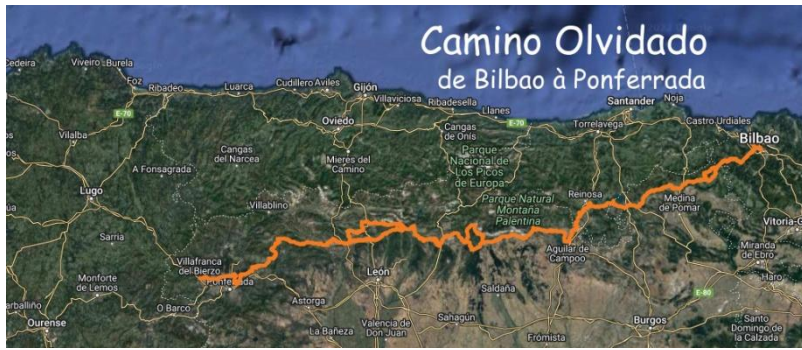 Camino Olvidado
de Bilbao à Ponferrada
Cedeira
Viveiro
Burela
Foz
Ribadeo
Luarca
Cudillero
Avilés
Gijón
Villaviciosa
Ribadesella
Llanes
Santander
Noja
E-70
E-70
Oviedo
Torrelavega
Castro Urdiales
Bilbao
Vilalba
Cangas
de Onís
Cangas
del Narcea
Mieres del
Camino
Parque
Nacional de
Los Picos
de Europa
A Fonsagrada
Lugo
Villablino
Parque Natural
Montaña
Palentina
Reinosa
Medina
de Pomar
Vitoria-G
úa
Sarria
Villafranca
del Bierzo
Aguilar de
Campoo
Miranda
de Ebro
Monforte
de Lemos
Ponferrada
León
Haro
arballiño
O Barco
Astorga
Saldaña
E-80
Ourense
La Bañeza
Valencia de
Don Juan
Sahagún
Frómista
Burgos
Santo
Domingo de
la Calzada